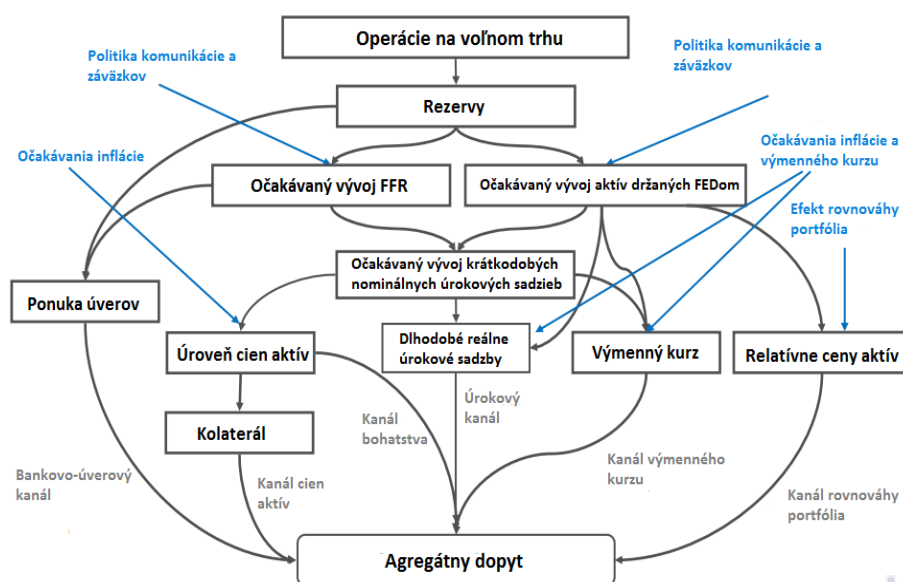 Operácie na voľnom trhu
Politika komunikácie a
záväzkov
Politika komunikácie a
záväzkov
Rezervy
Očakávania inflácie
Očakávania inflácie a
výmenného kurzu
Očakávaný vývoj FFR
Očakávaný vývoj aktív držaných FEDom
Efekt rovnováhy
portfólia
Očakávaný vývoj krátkodobých
nominálnych úrokových sadzieb
Ponuka úverov
Úroveň cien aktív
Dlhodobé reálne
úrokové sadzby
Výmenný kurz
Relatívne ceny aktív
Kolaterál
Kanál
bohatstva
Úrokový
kanál
Bankovo-úverový
kanál
Kanál cien
aktív
Kanál výmenného
kurzu
Kanál rovnováhy
portfólia
Agregátny dopyt